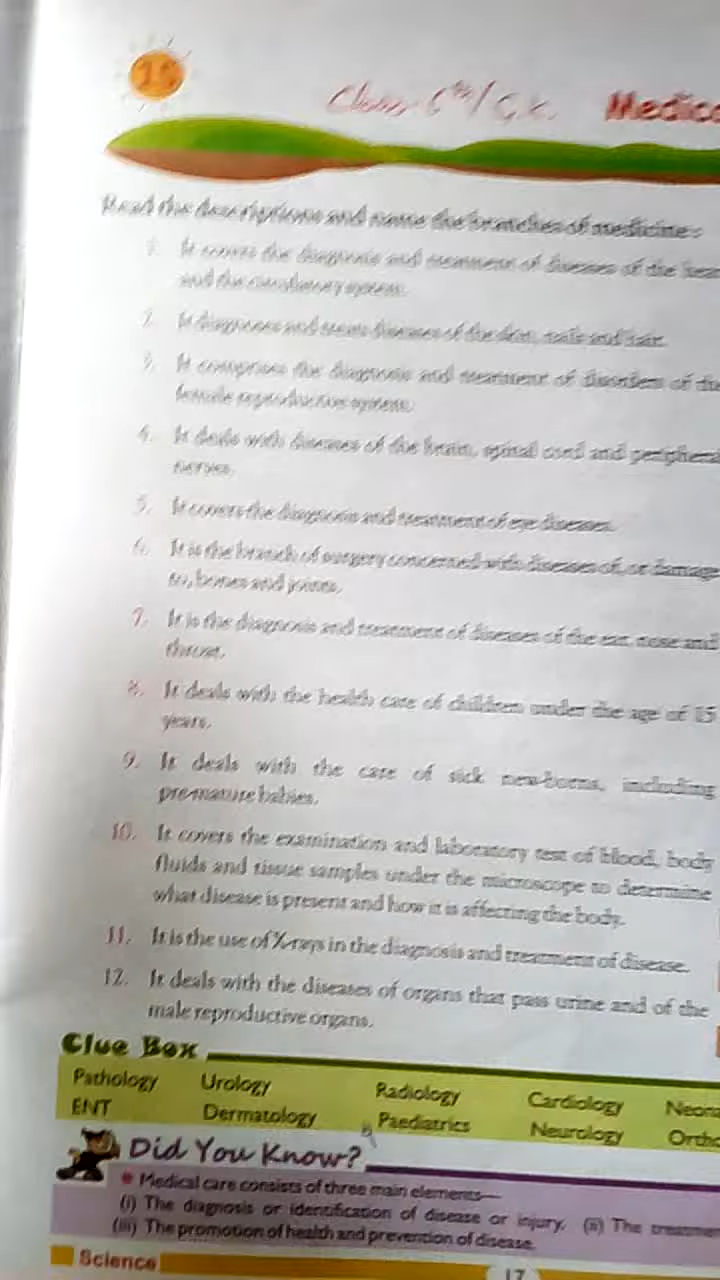 15
Class 6th/G.K. Medica
Read the descriptions and name the branches of medicine:
1. It covers the diagnosis and treatment of diseases of the hear
and the circulatory system.
2. It diagnoses and treats diseases of the skin, nails and hair.
3. It comprises the diagnosis and treatment of disorders of the
female reproductive system.
4. It deals with diseases of the brain, spinal cord and peripheral
nerves.
5. It covers the diagnosis and treatment of eye diseases.
6. It is the branch of surgery concerned with diseases of, or damage
to, bones and joints.
7. It is the diagnosis and treatment of diseases of the ear, nose and
throat.
8. It deals with the health care of children under the age of 15
years.
9. It deals with the care of sick new-borns, including
premature babies.
10. It covers the examination and laboratory test of blood, body
fluids and tissue samples under the microscope to determine
what disease is present and how it is affecting the body.
11. It is the use of X-rays in the diagnosis and treatment of disease.
12. It deals with the diseases of organs that pass urine and of the
male reproductive organs.
Clue Box
Pathology Urology Radiology Cardiology Neona
ENT Dermatology Paediatrics Neurology Ortho
Did You Know?
Medical care consists of three main elements—
(i) The diagnosis or identification of disease or injury. (ii) The treatme
(iii) The promotion of health and prevention of disease.
Science 17